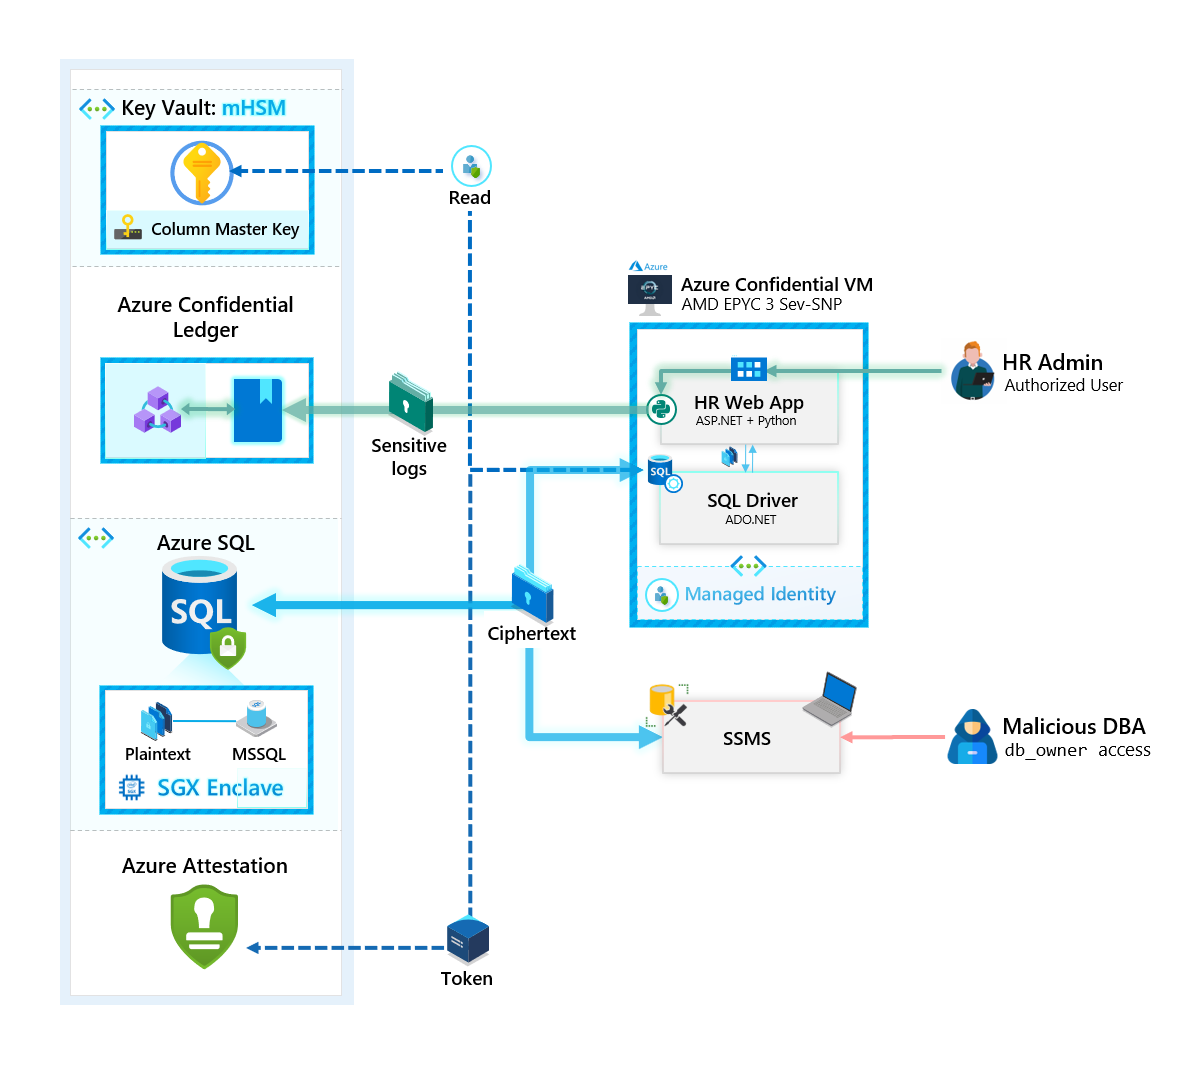 Key Vault: mHSM
Column Master Key
Read
Azure Confidential
Ledger
Sensitive
logs
Azure
Azure Confidential VM
AMD EPYC 3 Sev-SNP
HR Web App
ASP.NET + Python
HR Admin
Authorized User
SQL
SQL Driver
ADO.NET
Managed Identity
Azure SQL
SQL
Ciphertext
Plaintext
MSSQL
SGX Enclave
SSMS
Malicious DBA
db_owner access
Azure Attestation
Token